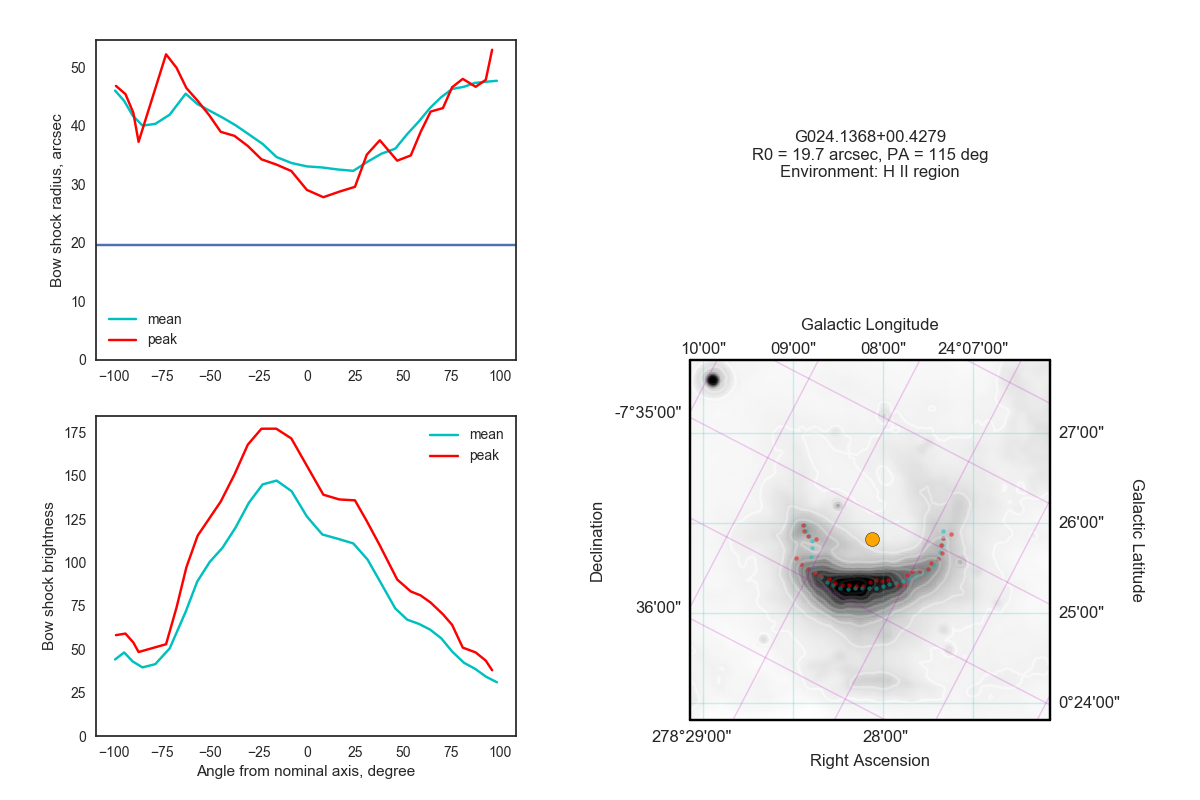 50
40
30
20
10
0
Bow shock radius, arcsec
mean
peak
−100 −75 −50 −25 0 25 50 75 100
G024.1368+00.4279
R0 = 19.7 arcsec, PA = 115 deg
Environment: H II region
175
150
125
100
75
50
25
0
Bow shock brightness
mean
peak
−100 −75 −50 −25 0 25 50 75 100
Angle from nominal axis, degree
Galactic Longitude
10'00" 09'00" 08'00" 24°07'00"
-7°35'00"
36'00"
Declination
27'00"
26'00"
25'00"
0°24'00"
Galactic Latitude
278°29'00" 28'00"
Right Ascension